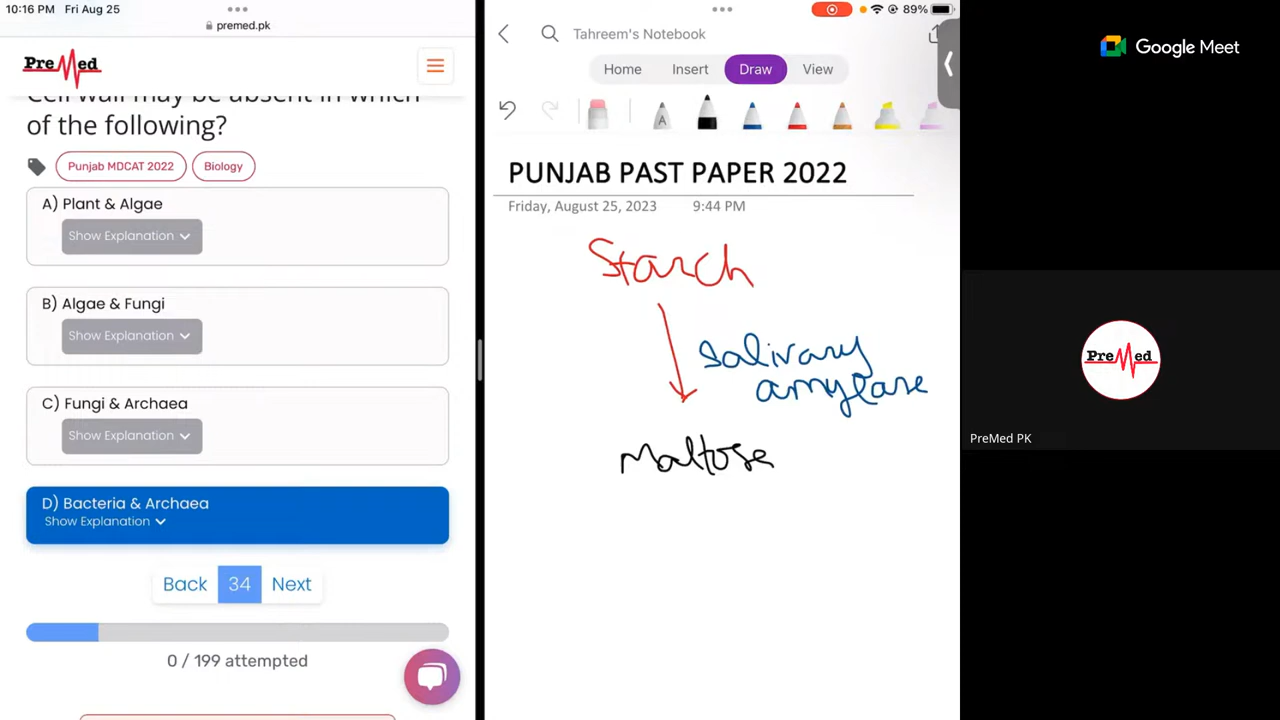 10:16 PM Fri Aug 25
premed.pk
PreMed
Cell wall may be absent in which
of the following?
Punjab MDCAT 2022
Biology
A) Plant & Algae
Show Explanation
B) Algae & Fungi
Show Explanation
C) Fungi & Archaea
Show Explanation
D) Bacteria & Archaea
Show Explanation
Back 34 Next
0 / 199 attempted
89%
Tahreem's Notebook
Home Insert Draw View
A
PUNJAB PAST PAPER 2022
Friday, August 25, 2023 9:44 PM
Starch
Salivary
amylase
Maltose
Google Meet
PreMed
PreMed PK